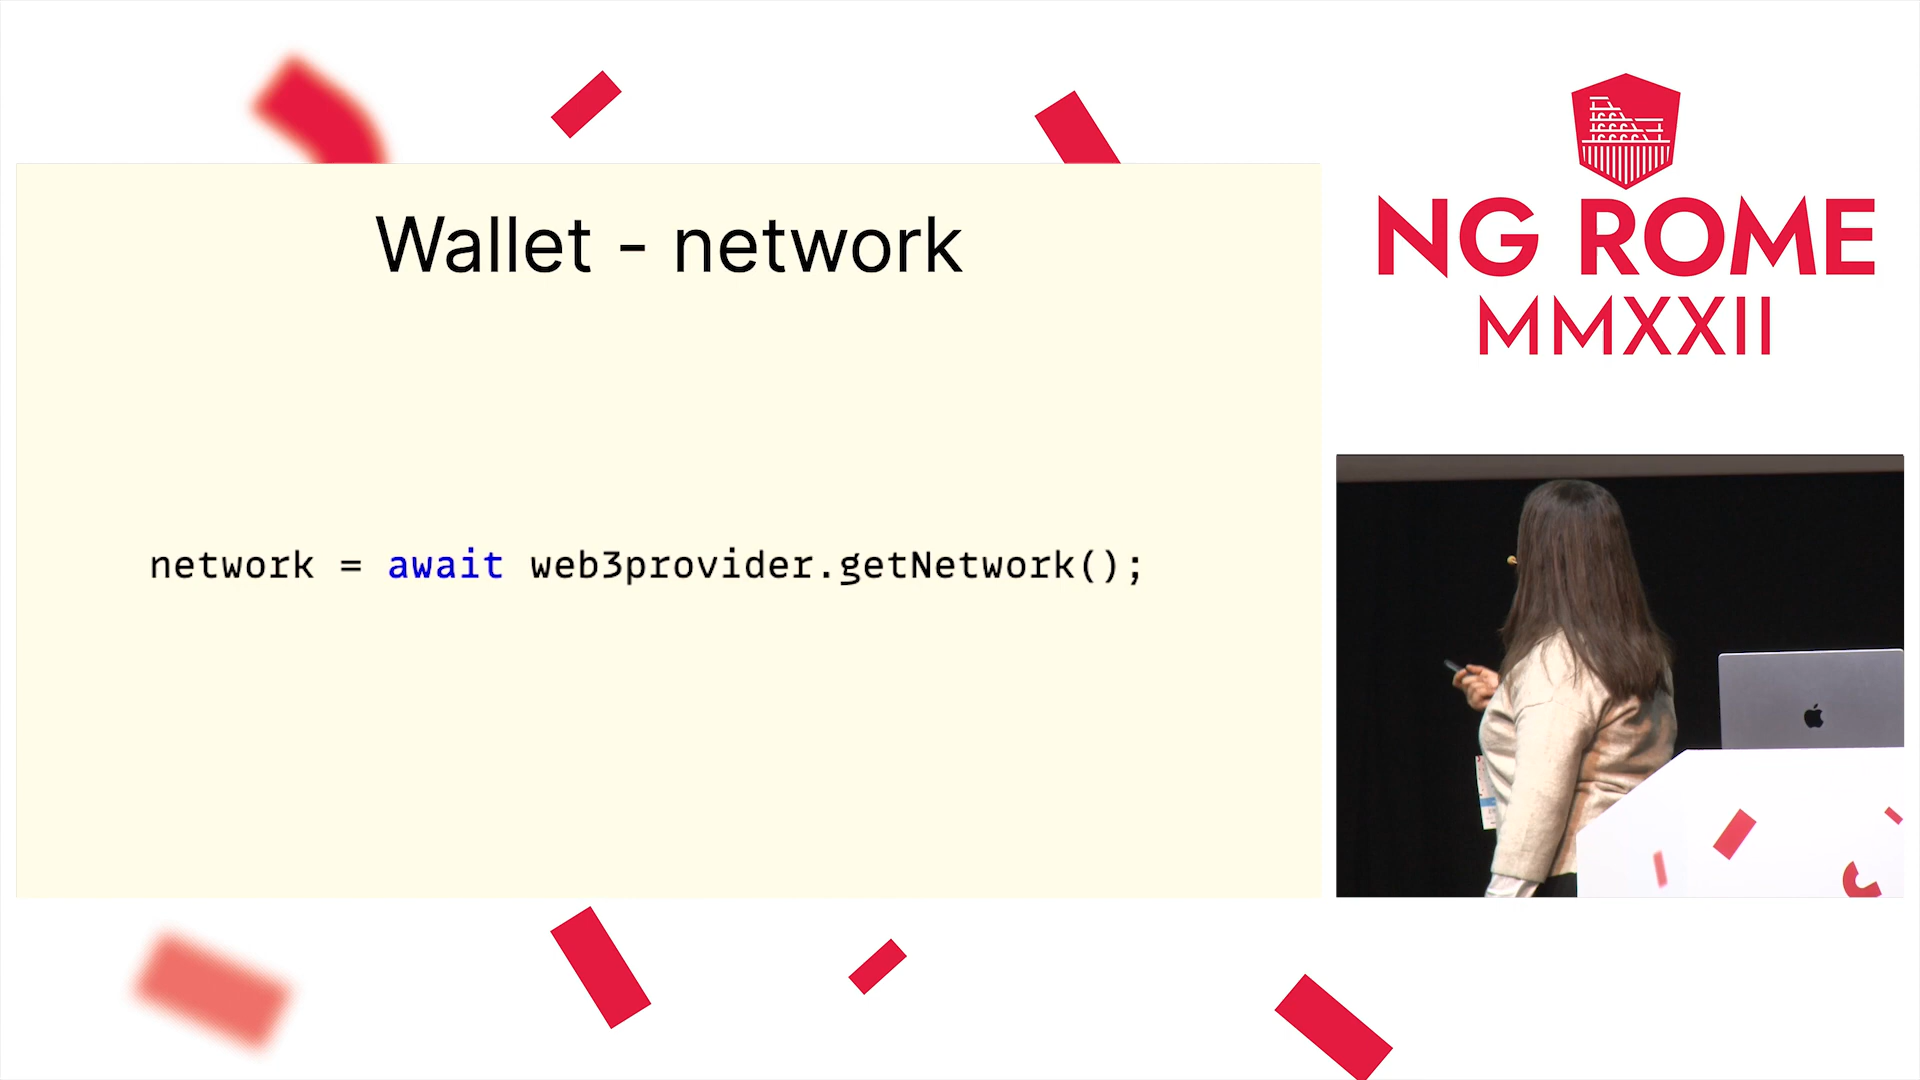 Wallet - network
network = await web3provider.getNetwork();
NG ROME
MMXXII